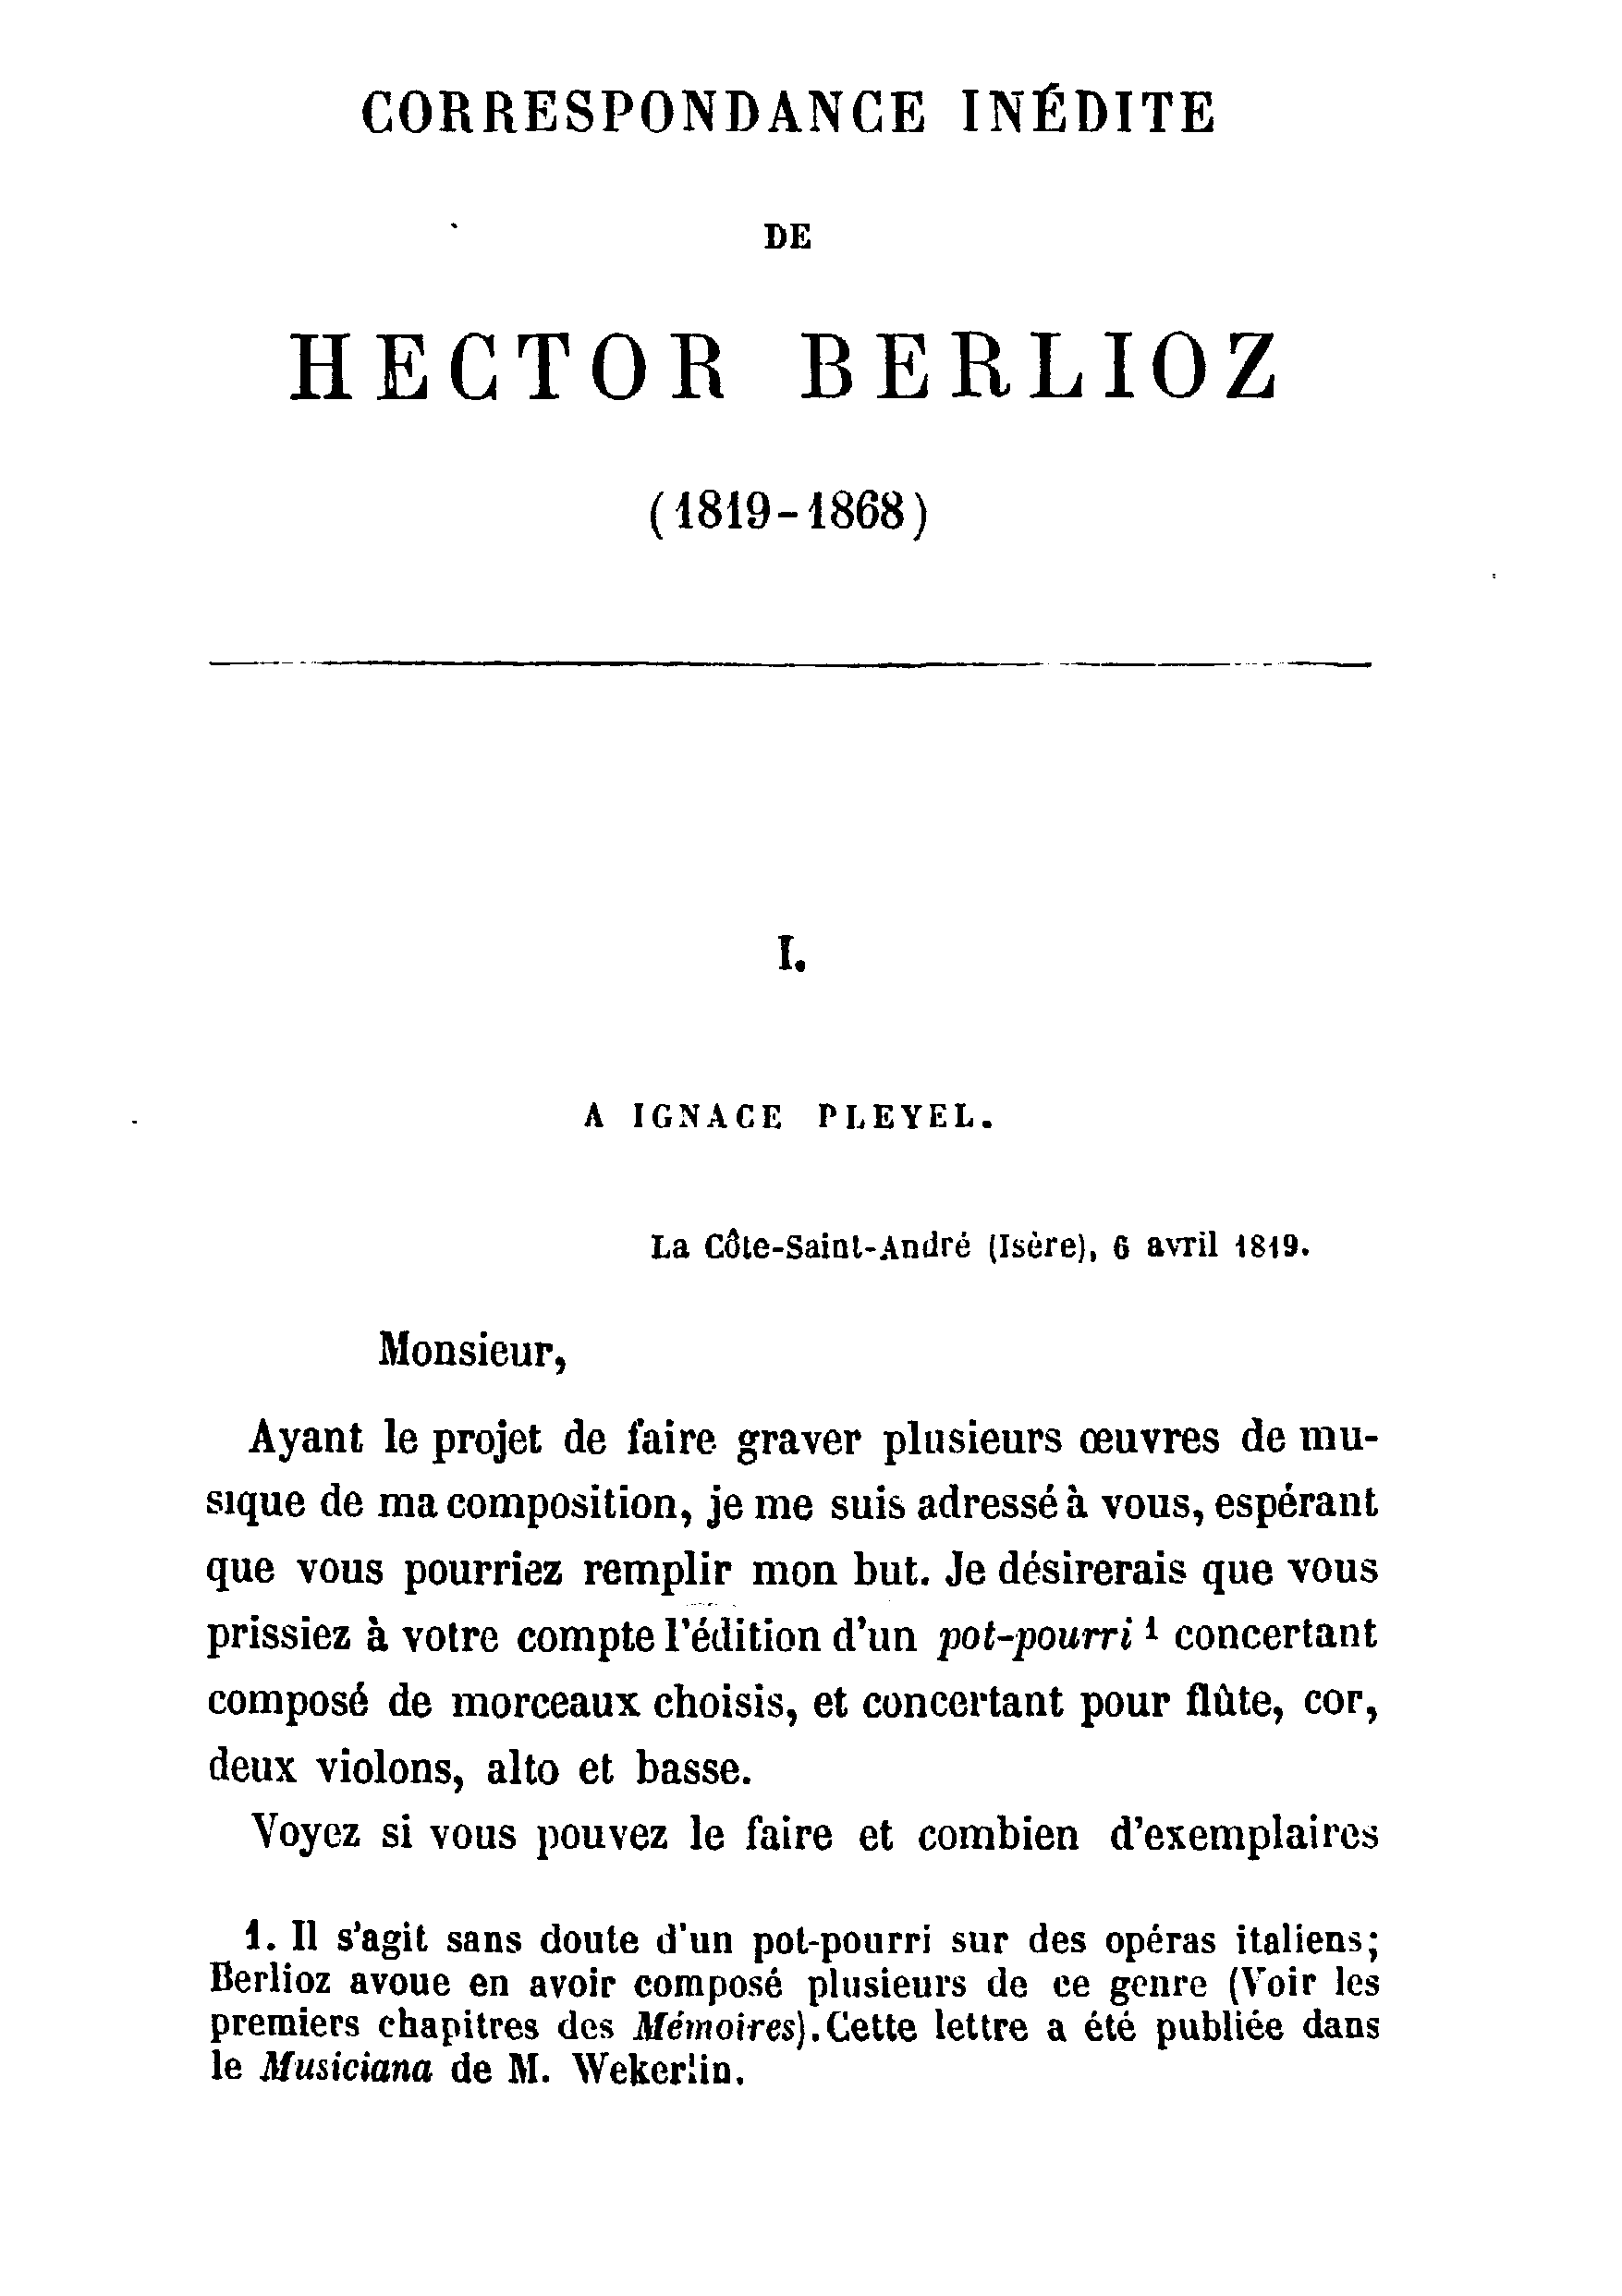 CORRESPONDANCE INÉDITE
DE
HECTOR BERLIOZ
(1819-1868)
I.
A IGNACE PLEYEL.
La Côte-Saint-André (Isère), 6 avril 1819.
Monsieur,
Ayant le projet de faire graver plusieurs œuvres de mu-
sique de ma composition, je me suis adressé à vous, espérant
que vous pourriez remplir mon but. Je désirerais que vous
prissiez à votre compte l'édition d'un pot-pourri ¹ concertant
composé de morceaux choisis, et concertant pour flûte, cor,
deux violons, alto et basse.
Voyez si vous pouvez le faire et combien d'exemplaires
1. Il s'agit sans doute d'un pot-pourri sur des opéras italiens;
Berlioz avoue en avoir composé plusieurs de ce genre (Voir les
premiers chapitres des Mémoires). Cette lettre a été publiée dans
le Musiciana de M. Wekerlin.